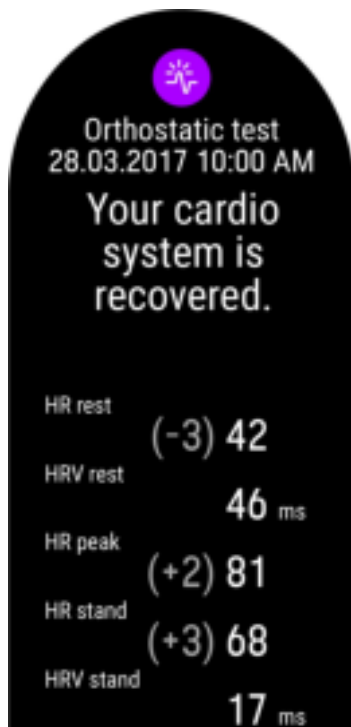 Orthostatic test
28.03.2017 10:00 AM
Your cardio
system is
recovered.
HR rest
(-3) 42
HRV rest
46 ms
HR peak
(+2) 81
HR stand
(+3) 68
HRV stand
17 ms